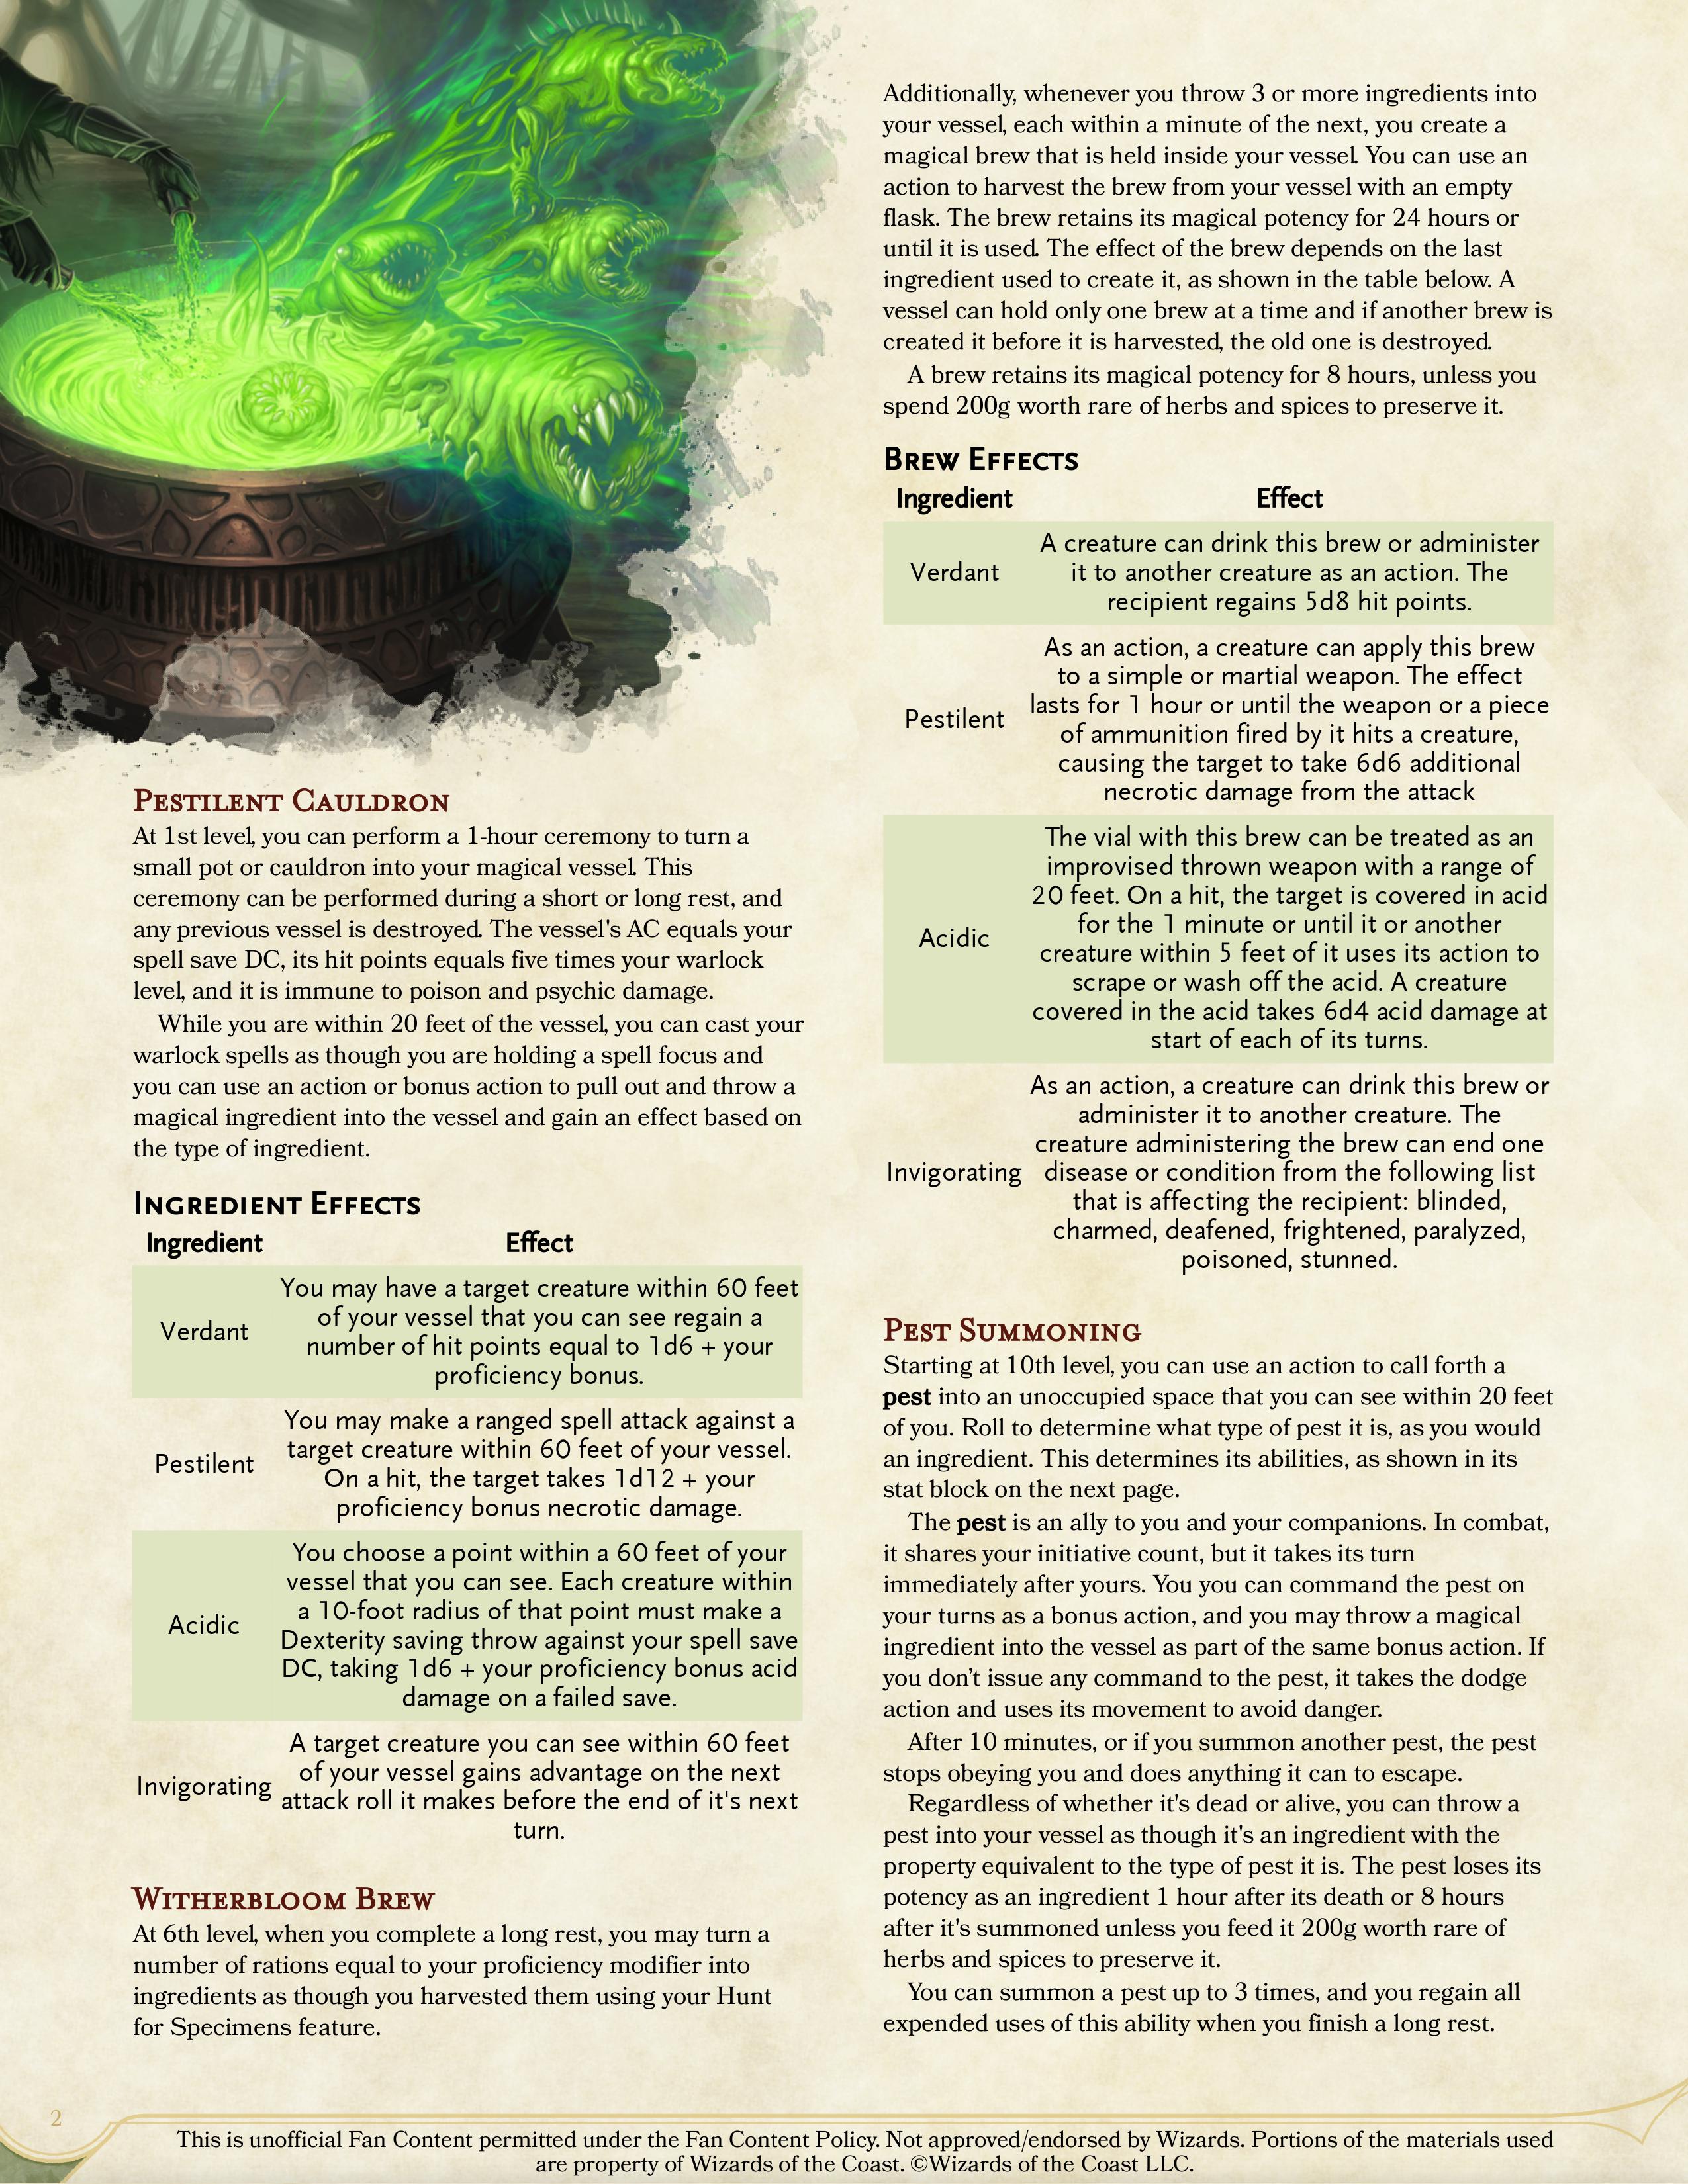 Pestilent Cauldron
At 1st level, you can perform a 1-hour ceremony to turn a
small pot or cauldron into your magical vessel. This
ceremony can be performed during a short or long rest, and
any previous vessel is destroyed. The vessel's AC equals your
spell save DC, its hit points equals five times your warlock
level, and it is immune to poison and psychic damage.
While you are within 20 feet of the vessel, you can cast your
warlock spells as though you are holding a spell focus and
you can use an action or bonus action to pull out and throw a
magical ingredient into the vessel and gain an effect based on
the type of ingredient.
Ingredient Effects
Ingredient Effect
Verdant
You may have a target creature within 60 feet
of your vessel that you can see regain a
number of hit points equal to 1d6 + your
proficiency bonus.
Pestilent
You may make a ranged spell attack against a
target creature within 60 feet of your vessel.
On a hit, the target takes 1d12 + your
proficiency bonus necrotic damage.
Acidic
You choose a point within a 60 feet of your
vessel that you can see. Each creature within
a 10-foot radius of that point must make a
Dexterity saving throw against your spell save
DC, taking 1d6 + your proficiency bonus acid
damage on a failed save.
Invigorating
A target creature you can see within 60 feet
of your vessel gains advantage on the next
attack roll it makes before the end of it's next
turn.
Witherbloom Brew
At 6th level, when you complete a long rest, you may turn a
number of rations equal to your proficiency modifier into
ingredients as though you harvested them using your Hunt
for Specimens feature.
Additionally, whenever you throw 3 or more ingredients into
your vessel, each within a minute of the next, you create a
magical brew that is held inside your vessel. You can use an
action to harvest the brew from your vessel with an empty
flask. The brew retains its magical potency for 24 hours or
until it is used. The effect of the brew depends on the last
ingredient used to create it, as shown in the table below. A
vessel can hold only one brew at a time and if another brew is
created it before it is harvested, the old one is destroyed.
A brew retains its magical potency for 8 hours, unless you
spend 200g worth rare of herbs and spices to preserve it.
Brew Effects
Ingredient Effect
Verdant
A creature can drink this brew or administer
it to another creature as an action. The
recipient regains 5d8 hit points.
Pestilent
As an action, a creature can apply this brew
to a simple or martial weapon. The effect
lasts for 1 hour or until the weapon or a piece
of ammunition fired by it hits a creature,
causing the target to take 6d6 additional
necrotic damage from the attack
Acidic
The vial with this brew can be treated as an
improvised thrown weapon with a range of
20 feet. On a hit, the target is covered in acid
for the 1 minute or until it or another
creature within 5 feet of it uses its action to
scrape or wash off the acid. A creature
covered in the acid takes 6d4 acid damage at
start of each of its turns.
Invigorating
As an action, a creature can drink this brew or
administer it to another creature. The
creature administering the brew can end one
disease or condition from the following list
that is affecting the recipient: blinded,
charmed, deafened, frightened, paralyzed,
poisoned, stunned.
Pest Summoning
Starting at 10th level, you can use an action to call forth a
pest into an unoccupied space that you can see within 20 feet
of you. Roll to determine what type of pest it is, as you would
an ingredient. This determines its abilities, as shown in its
stat block on the next page.
The pest is an ally to you and your companions. In combat,
it shares your initiative count, but it takes its turn
immediately after yours. You you can command the pest on
your turns as a bonus action, and you may throw a magical
ingredient into the vessel as part of the same bonus action. If
you don’t issue any command to the pest, it takes the dodge
action and uses its movement to avoid danger.
After 10 minutes, or if you summon another pest, the pest
stops obeying you and does anything it can to escape.
Regardless of whether it's dead or alive, you can throw a
pest into your vessel as though it's an ingredient with the
property equivalent to the type of pest it is. The pest loses its
potency as an ingredient 1 hour after its death or 8 hours
after it's summoned unless you feed it 200g worth rare of
herbs and spices to preserve it.
You can summon a pest up to 3 times, and you regain all
expended uses of this ability when you finish a long rest.
2
This is unofficial Fan Content permitted under the Fan Content Policy. Not approved/endorsed by Wizards. Portions of the materials used
are property of Wizards of the Coast. ©Wizards of the Coast LLC.